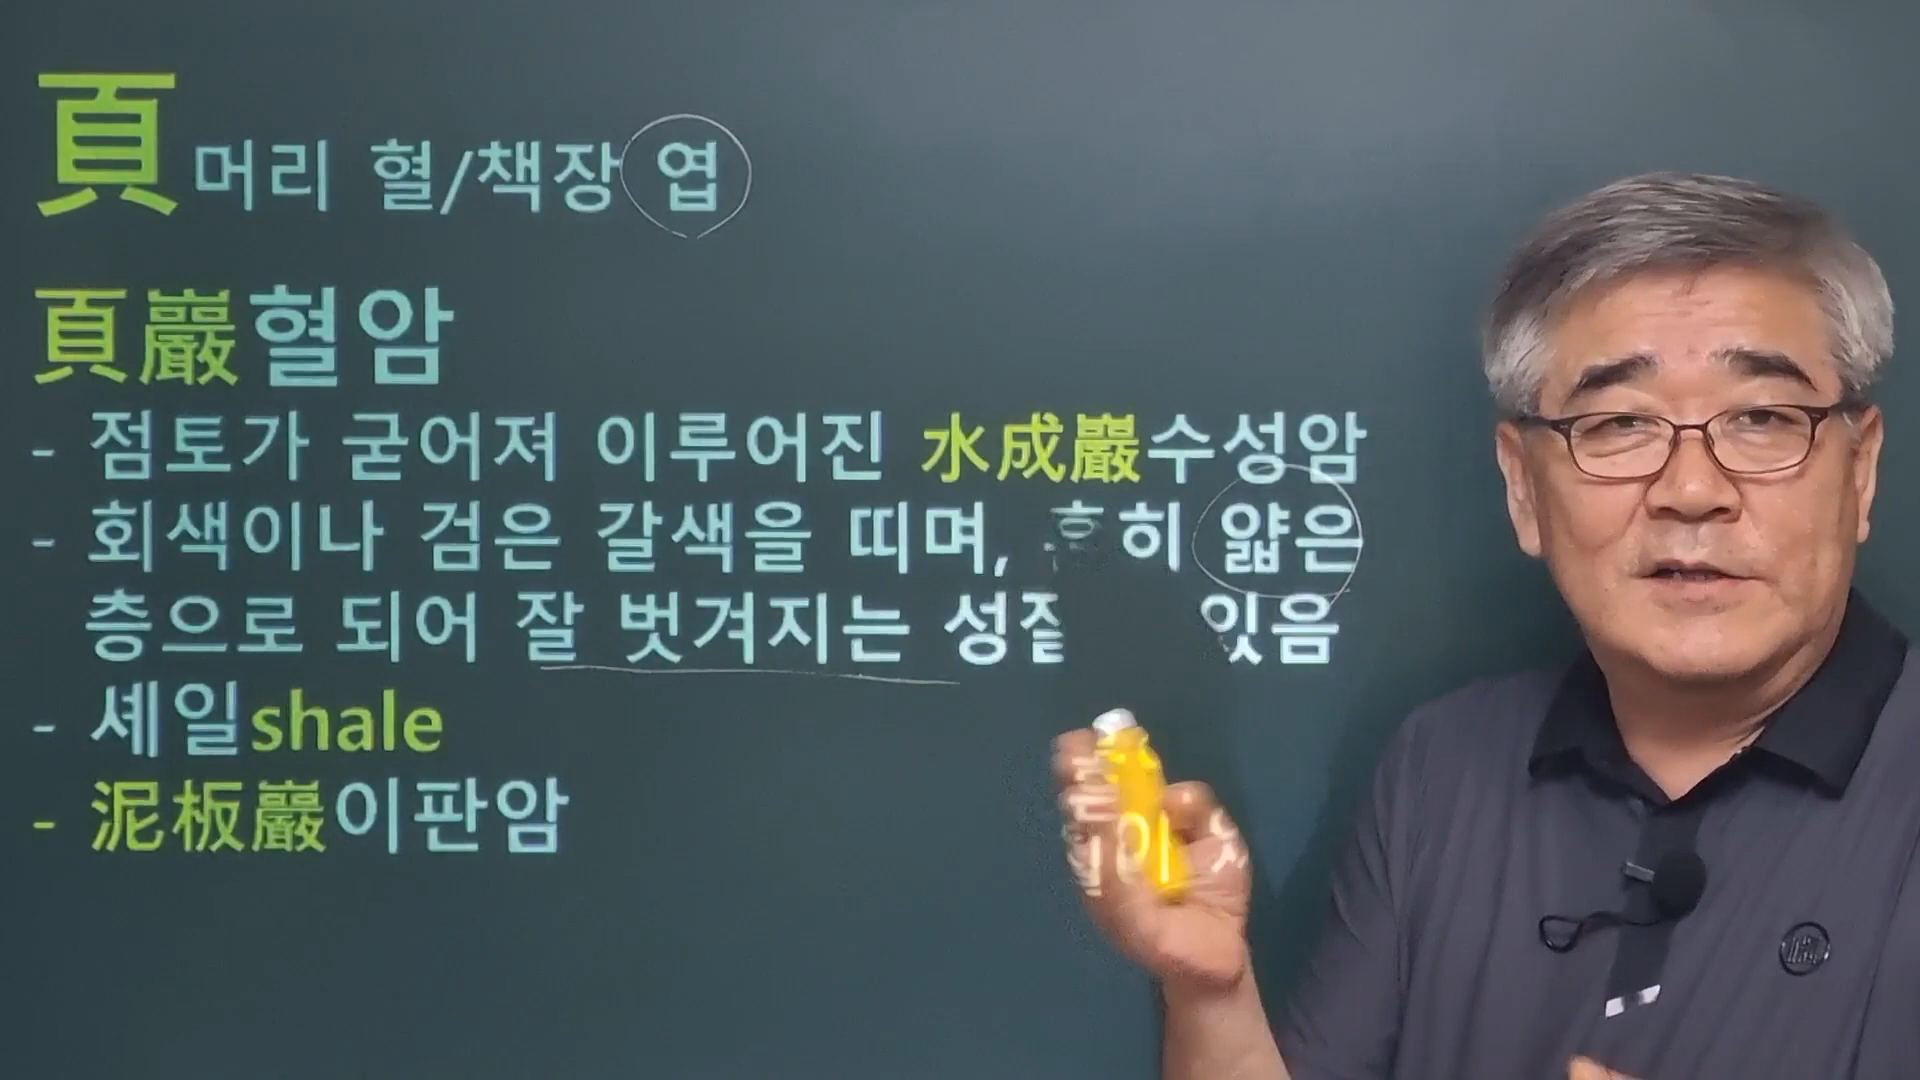 頁 머리 혈/책장 엽
頁巖혈암
- 점토가 굳어져 이루어진 水成巖수성암
- 회색이나 검은 갈색을 띠며, 흔히 얇은
층으로 되어 잘 벗겨지는 성질이 있음
- 셰일shale
- 泥板巖이판암